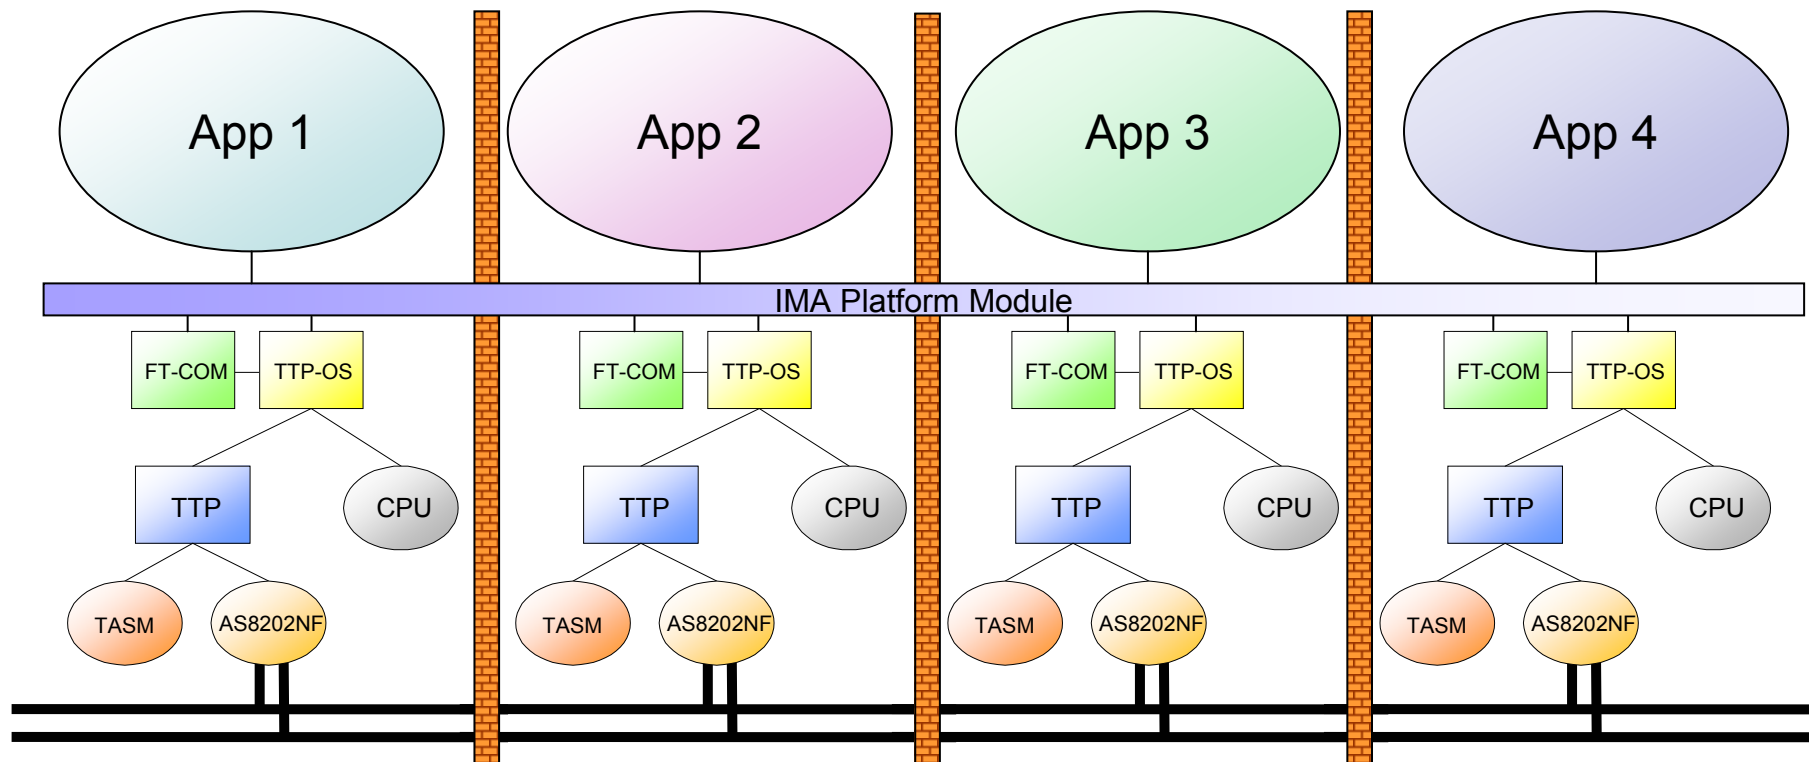 App 1
App 2
App 3
App 4
IMA Platform Module
FT-COM
TTP-OS
FT-COM
TTP-OS
FT-COM
TTP-OS
FT-COM
TTP-OS
TTP
CPU
TTP
CPU
TTP
CPU
TTP
CPU
TASM
AS8202NF
TASM
AS8202NF
TASM
AS8202NF
TASM
AS8202NF